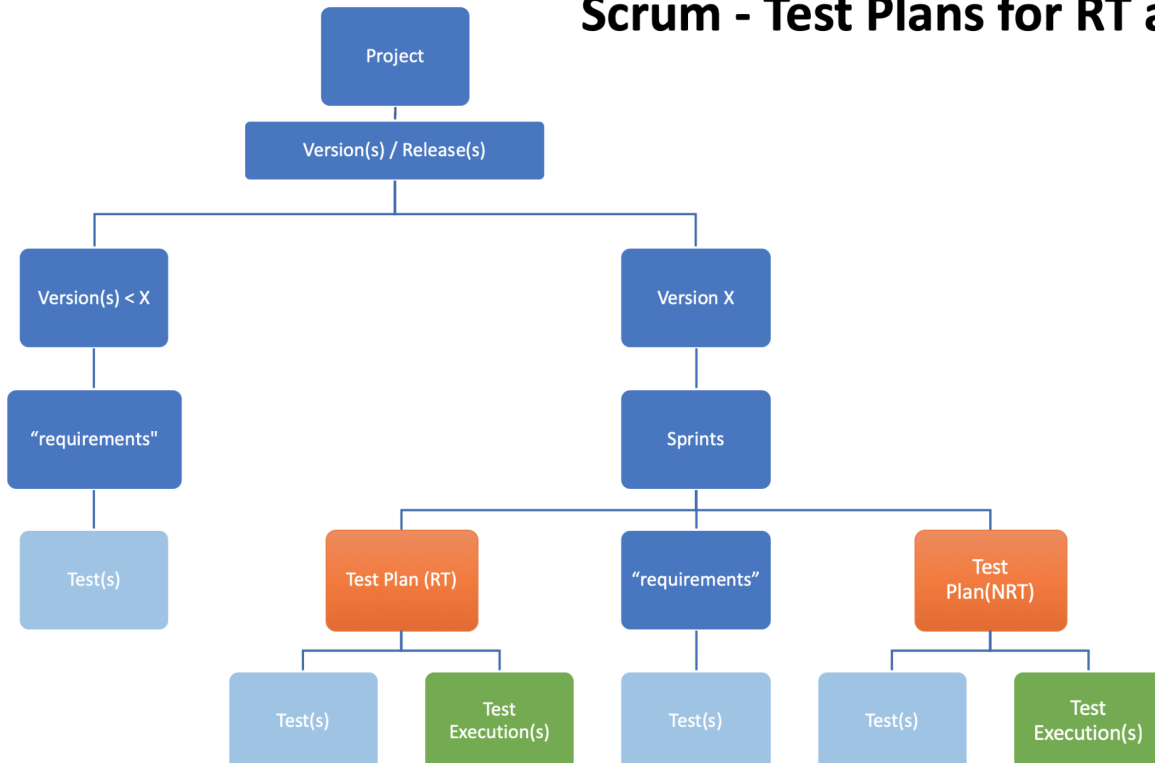 Scrum - Test Plans for RT a
Project
Version(s) / Release(s)
Version(s) < X
Version X
“requirements"
Sprints
Test(s)
Test Plan (RT)
“requirements”
Test
Plan(NRT)
Test(s)
Test
Execution(s)
Test(s)
Test(s)
Test
Execution(s)